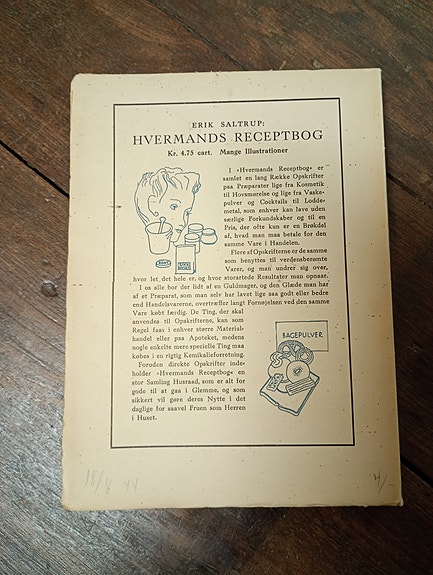 ERIK SALTRUP:
HVERMANDS RECEPTBOG
Kr. 4.75 cart. Mange Illustrationer
I »Hvermands Receptbog« er
samlet en lang Række Opskrifter
paa Præparater lige fra Kosmetik
til Hovsmørelse og lige fra Vaske-
pulver og Cocktails til Lodde-
metal, som enhver kan lave uden
særlige Forkundskaber og til en
Pris, der ofte kun er en Brøkdel
af, hvad man maa betale for den
samme Vare i Handelen.
Flere af Opskrifterne er de samme
som benyttes til verdensberømte
Varer, og man undrer sig over,
hvor let det hele er, og hvor storartede Resultater man opnaar.
I os alle bor der lidt af en Guldmager, og den Glæde man har
af et Præparat, som man selv har lavet lige saa godt eller bedre
end Handelsvarerne, overtræffer langt Fornøjelsen ved den samme
Vare købt færdig. De Ting, der skal
anvendes til Opskrifterne, kan som
Regel faas i enhver større Material-
handel eller paa Apoteket, medens
nogle enkelte mere specielle Ting maa
købes i en rigtig Kemikalieforretning.
Foruden direkte Opskrifter inde-
holder »Hvermands Receptbog« en
stor Samling Husraad, som er alt for
gode til at gaa i Glemme, og som
sikkert vil gøre deres Nytte i det
daglige for saavel Fruen som Herren
i Huset.
BAGEPULVER
18/8 44
4/-